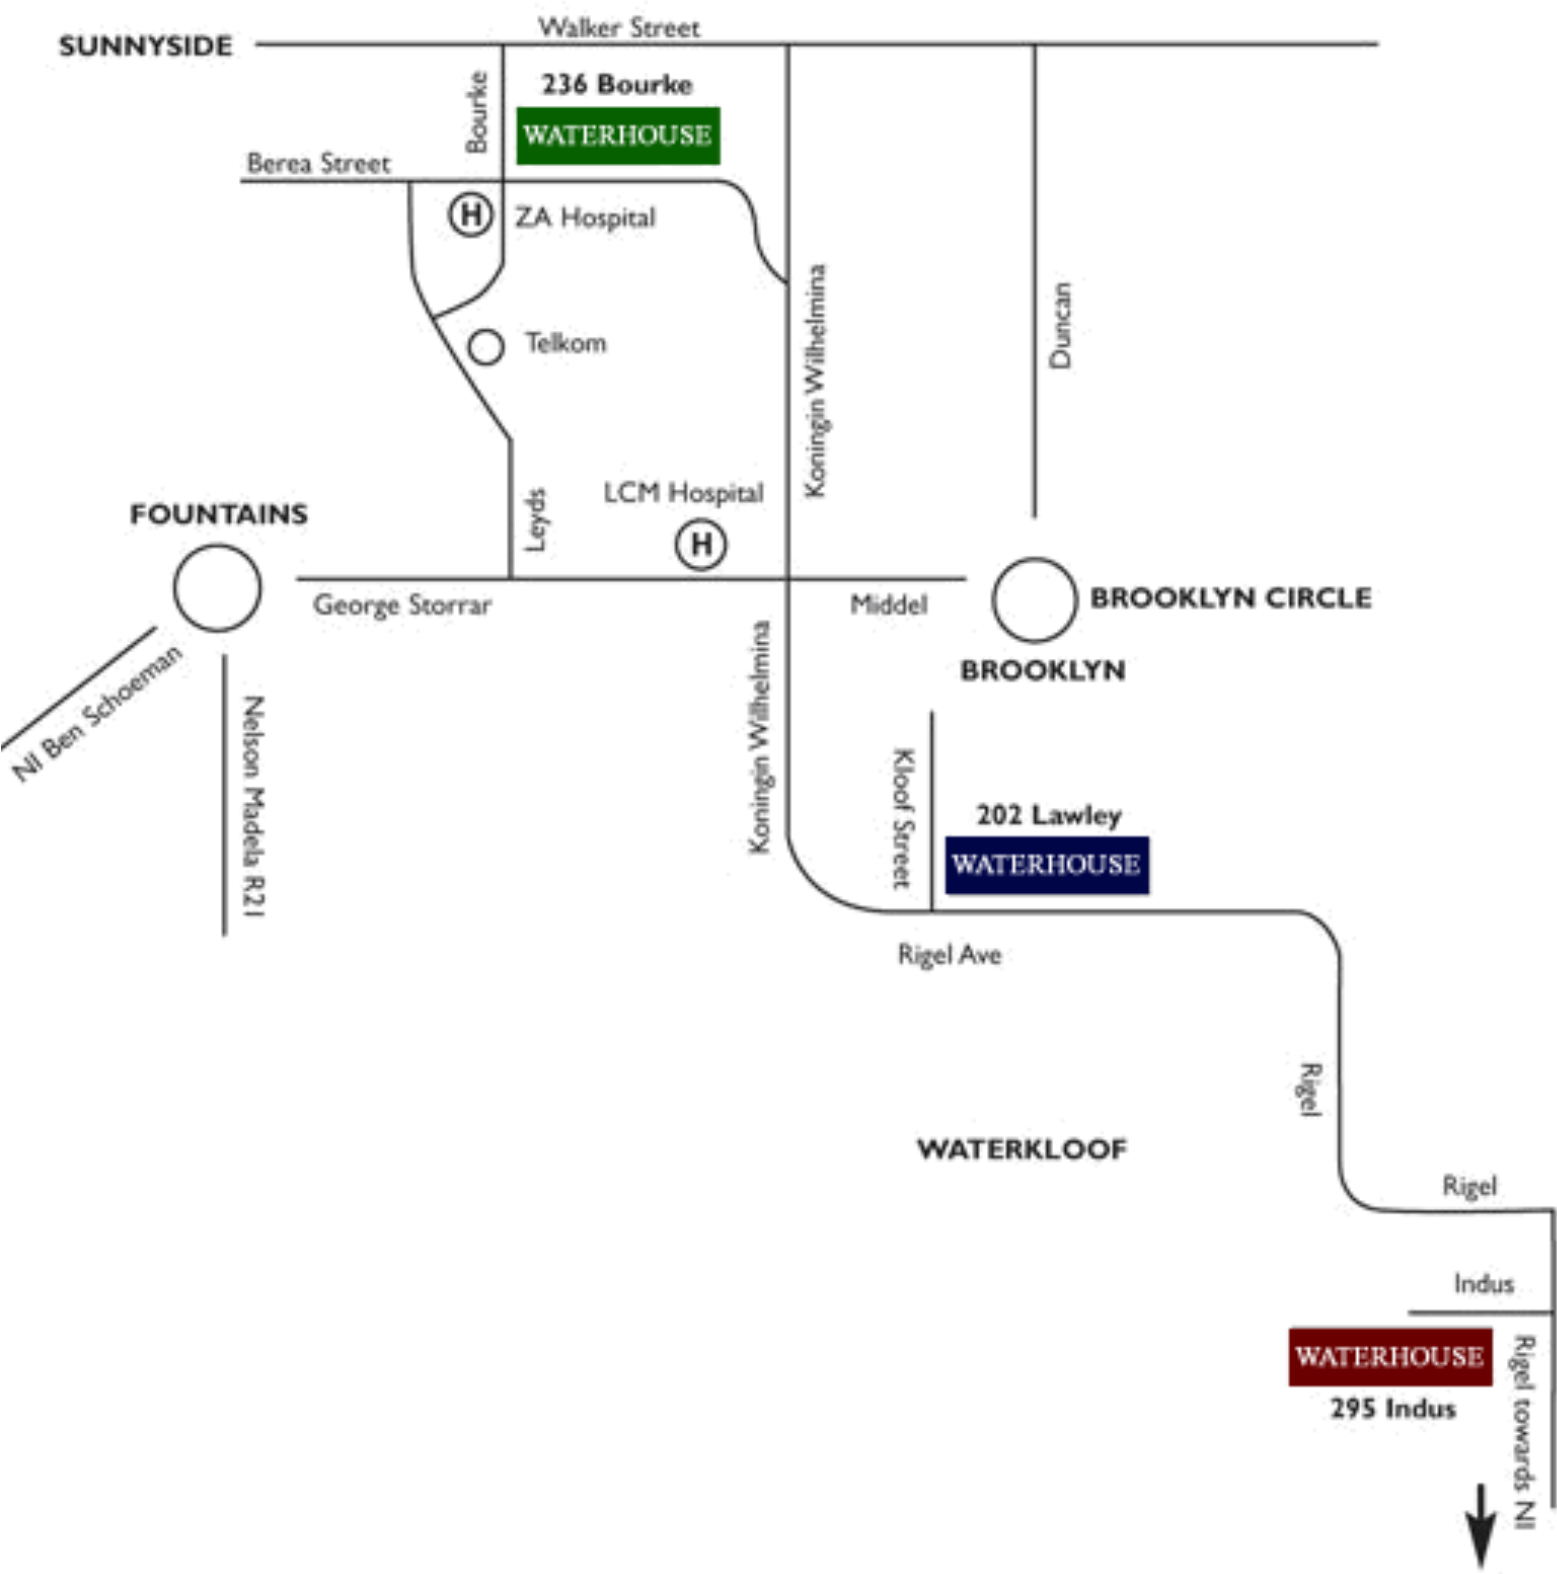 Walker Street
SUNNYSIDE
Bourke
236 Bourke
WATERHOUSE
Berea Street
H
ZA Hospital
Telkom
Koningin Wilhelmina
Duncan
LCM Hospital
H
Leyds
FOUNTAINS
George Storrar
Middel
BROOKLYN CIRCLE
BROOKLYN
N1 Ben Schoeman
Nelson Madela R21
Koningin Wilhelmina
Kloof Street
202 Lawley
WATERHOUSE
Rigel Ave
Rigel
WATERKLOOF
Rigel
Indus
WATERHOUSE
295 Indus
Rigel towards N1